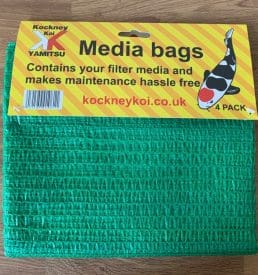 Kockney
Koi
YAMITSU
Media bags
Contains your filter media and
makes maintenance hassle free
kockneykoi.co.uk
4 PACK